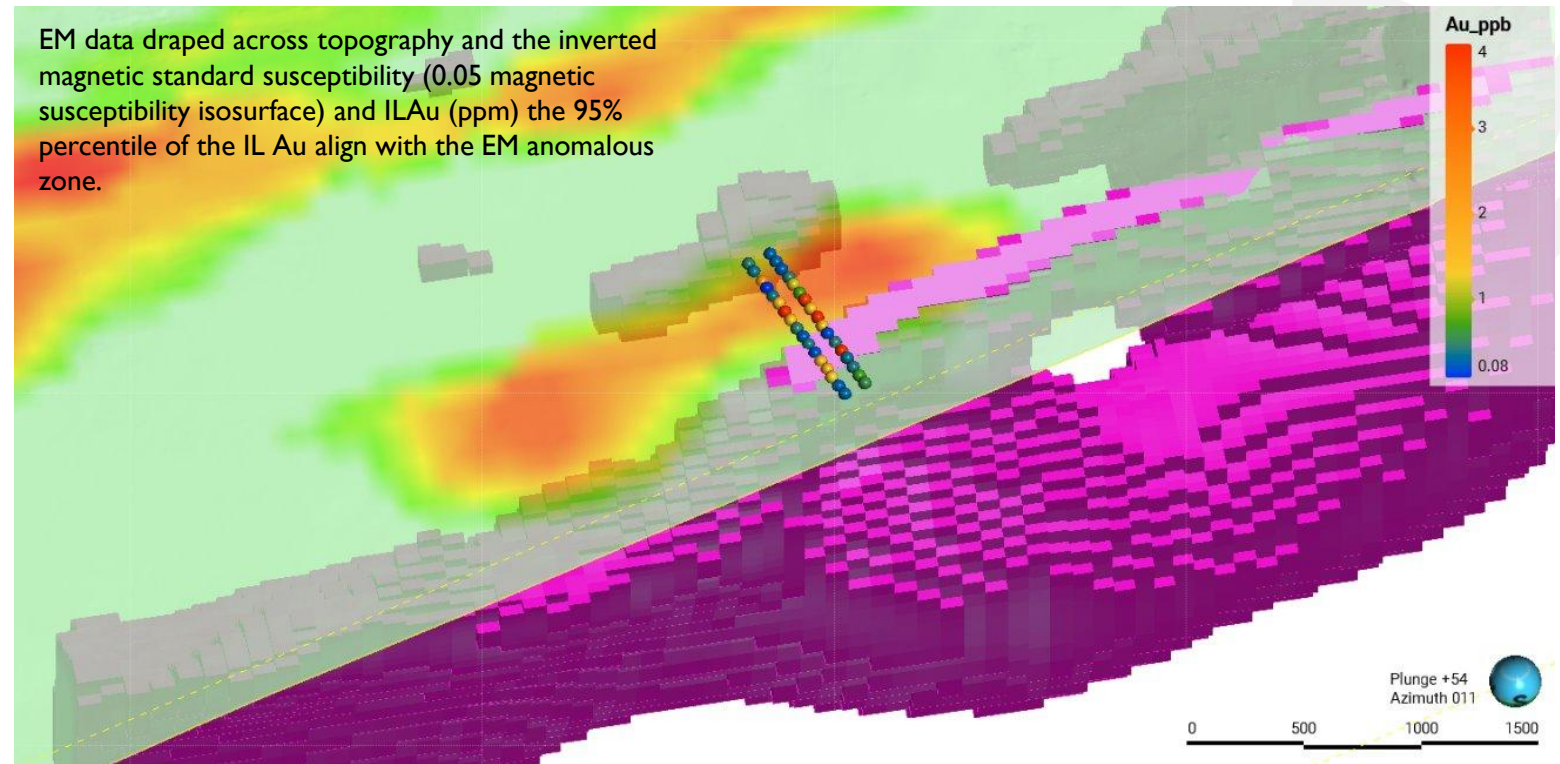 EM data draped across topography and the inverted
magnetic standard susceptibility (0.05 magnetic
susceptibility isosurface) and ILAu (ppm) the 95%
percentile of the IL Au align with the EM anomalous
zone.
Au_ppb
4
3
2
1
0.08
Plunge +54
Azimuth 011
S
0 500 1000 1500